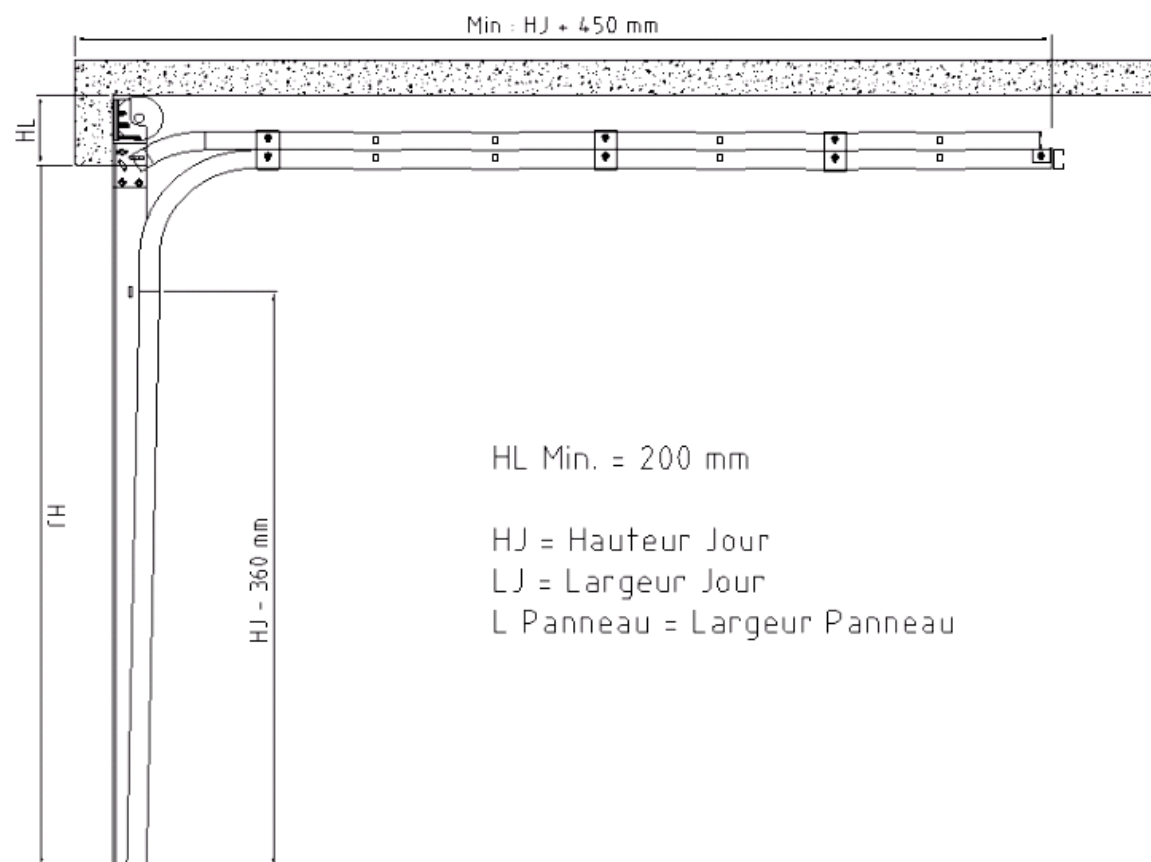 Min : HJ + 450 mm
HL
HJ
HJ - 360 mm
HL Min. = 200 mm
HJ = Hauteur Jour
LJ = Largeur Jour
L Panneau = Largeur Panneau